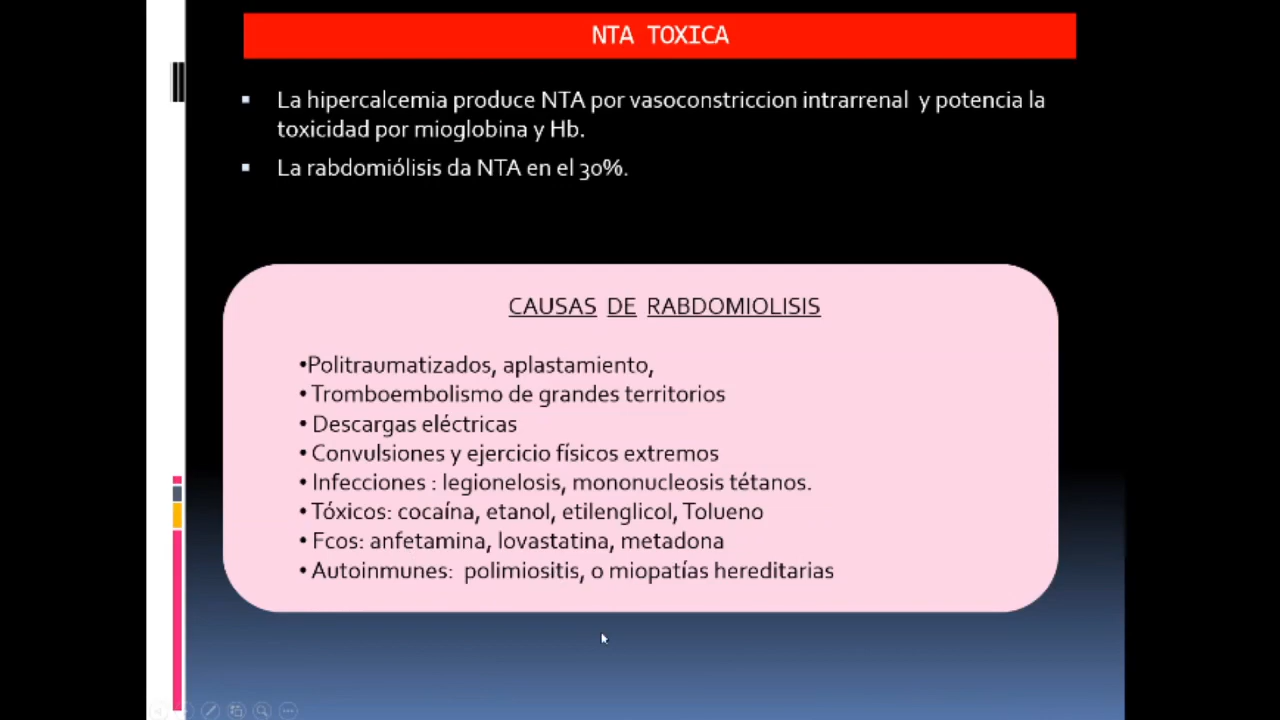 NTA TOXICA
▪ La hipercalcemia produce NTA por vasoconstriccion intrarrenal y potencia la
toxicidad por mioglobina y Hb.
▪ La rabdomiólisis da NTA en el 30%.
CAUSAS DE RABDOMIOLISIS
•Politraumatizados, aplastamiento,
• Tromboembolismo de grandes territorios
• Descargas eléctricas
• Convulsiones y ejercicio físicos extremos
• Infecciones : legionelosis, mononucleosis tétanos.
• Tóxicos: cocaína, etanol, etilenglicol, Tolueno
• Fcos: anfetamina, lovastatina, metadona
• Autoinmunes: polimiositis, o miopatías hereditarias